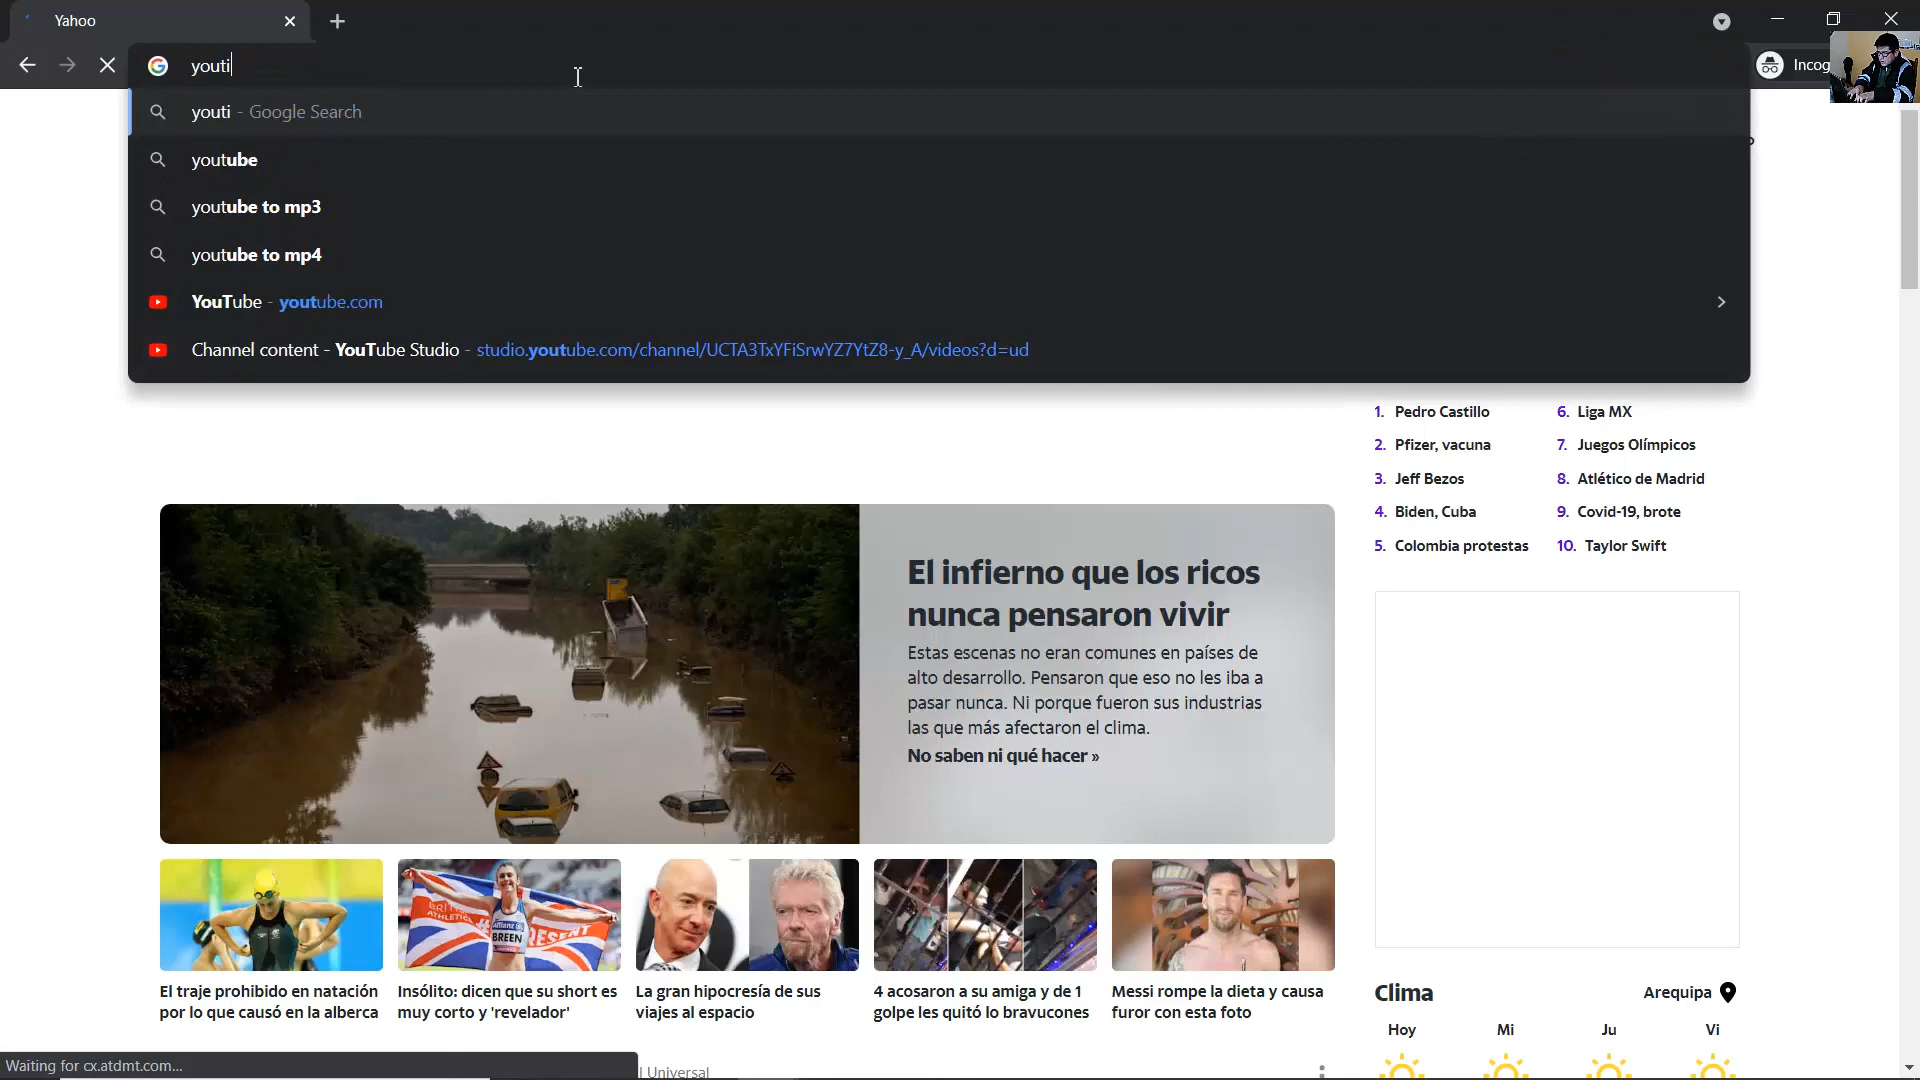 Yahoo
youti
Incog
youti - Google Search
youtube
youtube to mp3
youtube to mp4
YouTube - youtube.com
Channel content - YouTube Studio - studio.youtube.com/channel/UCTA3TxYFiSrwYZ7YtZ8-y_A/videos?d=ud
1. Pedro Castillo
2. Pfizer, vacuna
3. Jeff Bezos
4. Biden, Cuba
5. Colombia protestas
6. Liga MX
7. Juegos Olímpicos
8. Atlético de Madrid
9. Covid-19, brote
10. Taylor Swift
El infierno que los ricos
nunca pensaron vivir
Estas escenas no eran comunes en países de
alto desarrollo. Pensaron que eso no les iba a
pasar nunca. Ni porque fueron sus industrias
las que más afectaron el clima.
No saben ni qué hacer »
BREEN
El traje prohibido en natación
por lo que causó en la alberca
Insólito: dicen que su short es
muy corto y 'revelador'
La gran hipocresía de sus
viajes al espacio
4 acosaron a su amiga y de 1
golpe les quitó lo bravucones
Messi rompe la dieta y causa
furor con esta foto
Clima
Arequipa
Hoy
Mi
Ju
Vi
Waiting for cx.atdmt.com...
l Universal